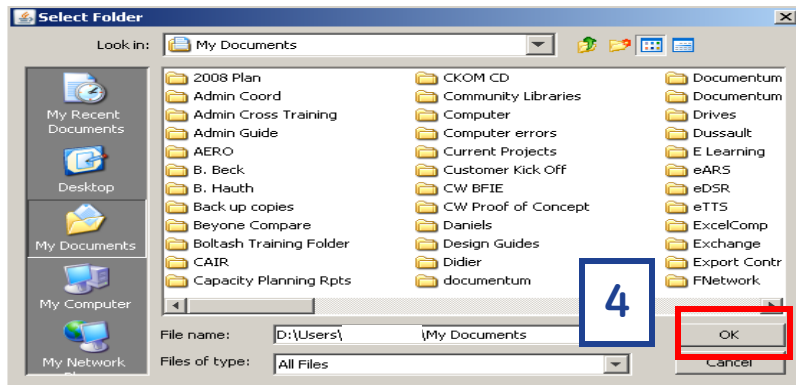 Select Folder
Look in: My Documents
My Recent
Documents
Desktop
My Documents
My Computer
My Network
2008 Plan
Admin Coord
Admin Cross Training
Admin Guide
AERO
B. Beck
B. Hauth
Back up copies
Beyone Compare
Boltash Training Folder
CAIR
Capacity Planning Rpts
CKOM CD
Community Libraries
Computer
Computer errors
Current Projects
Customer Kick Off
CW BFIE
CW Proof of Concept
Daniels
Design Guides
Didier
documentum
Documentum
Documentum
Drives
Dussault
E Learning
eARS
eDSR
eTTS
ExcelComp
Exchange
Export Contr
FNetwork
4
File name: D:\Users\ \My Documents OK
Files of type: All Files Cancel